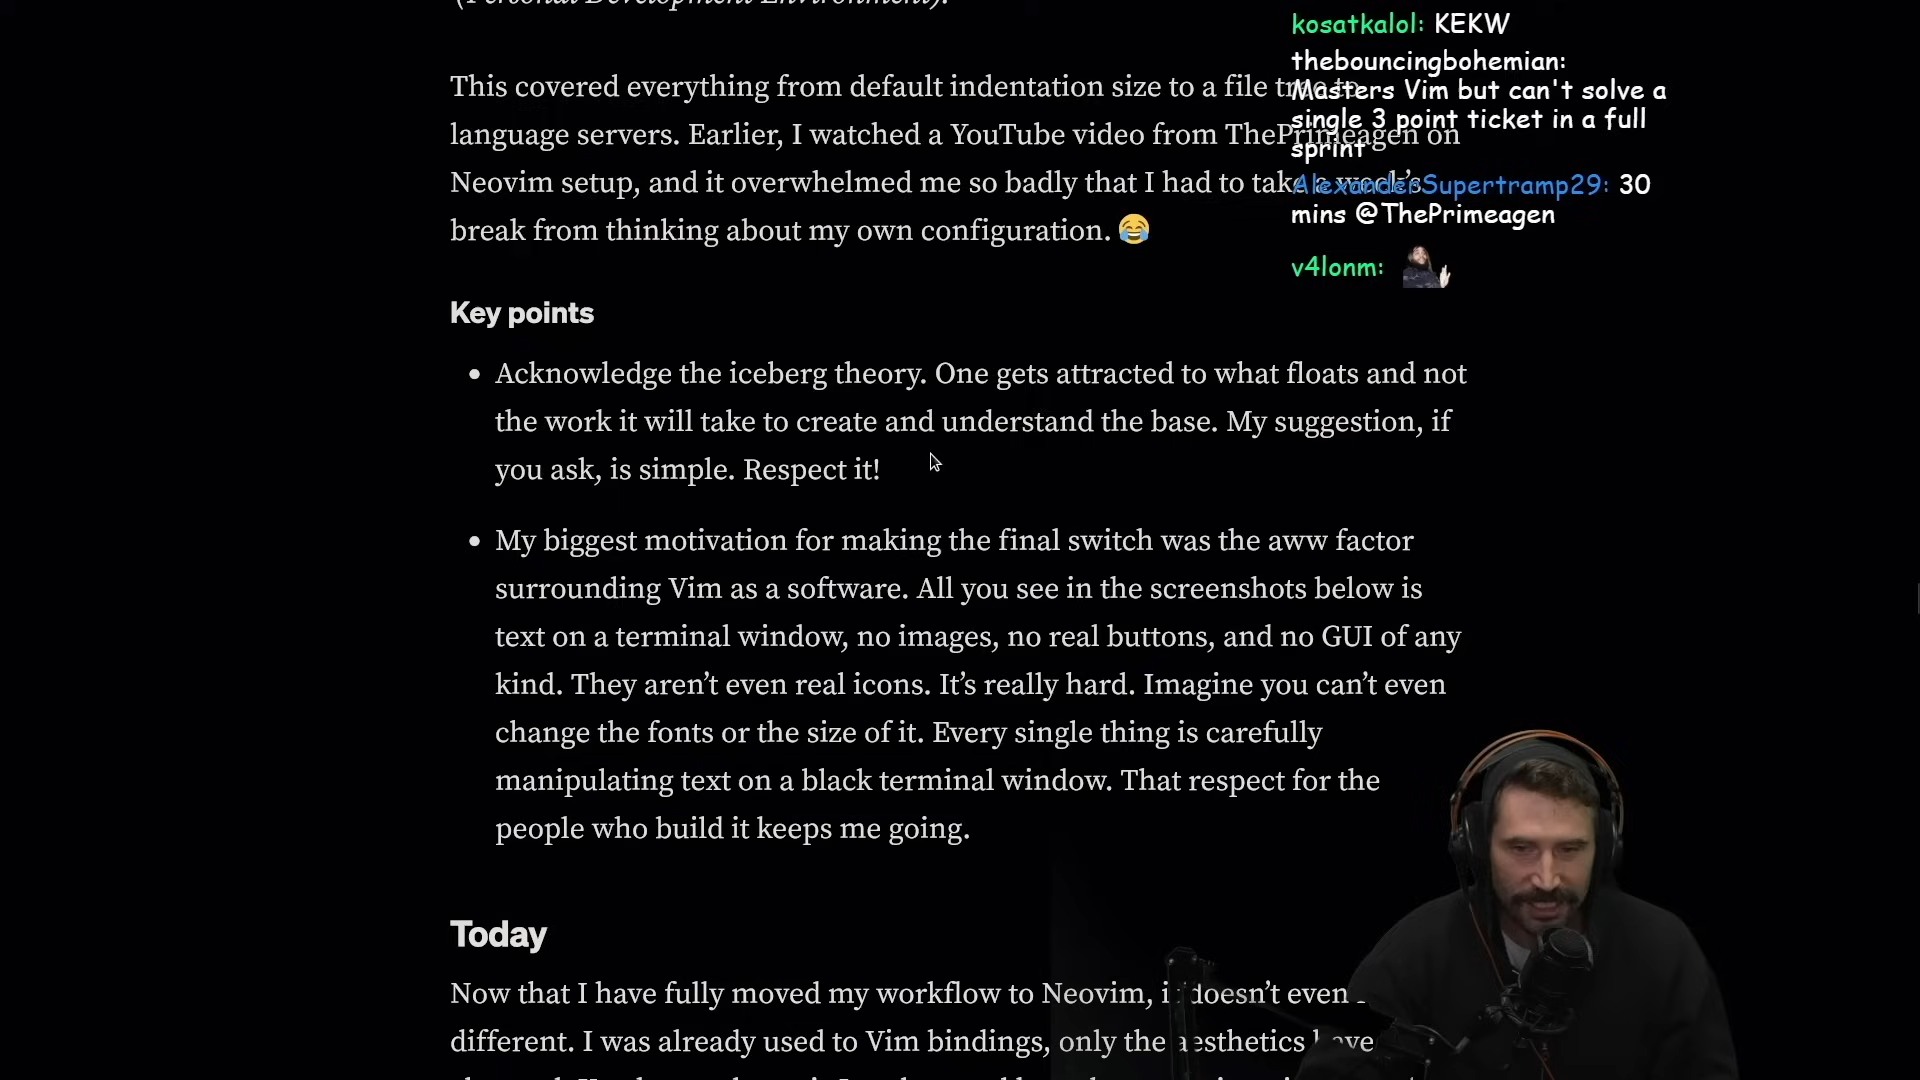 (Personal Development Environment).
This covered everything from default indentation size to a file tree to
language servers. Earlier, I watched a YouTube video from ThePrimeagen on
Neovim setup, and it overwhelmed me so badly that I had to take a week's
break from thinking about my own configuration. 😂
Key points
• Acknowledge the iceberg theory. One gets attracted to what floats and not
the work it will take to create and understand the base. My suggestion, if
you ask, is simple. Respect it!
• My biggest motivation for making the final switch was the aww factor
surrounding Vim as a software. All you see in the screenshots below is
text on a terminal window, no images, no real buttons, and no GUI of any
kind. They aren’t even real icons. It’s really hard. Imagine you can’t even
change the fonts or the size of it. Every single thing is carefully
manipulating text on a black terminal window. That respect for the
people who build it keeps me going.
Today
Now that I have fully moved my workflow to Neovim, it doesn’t even
different. I was already used to Vim bindings, only the aesthetics have
kosatkalol: KEKW
thebouncingbohemian:
Masters Vim but can't solve a
single 3 point ticket in a full
sprint
AlexanderSupertramp29: 30
mins @ThePrimeagen
v4lonm: